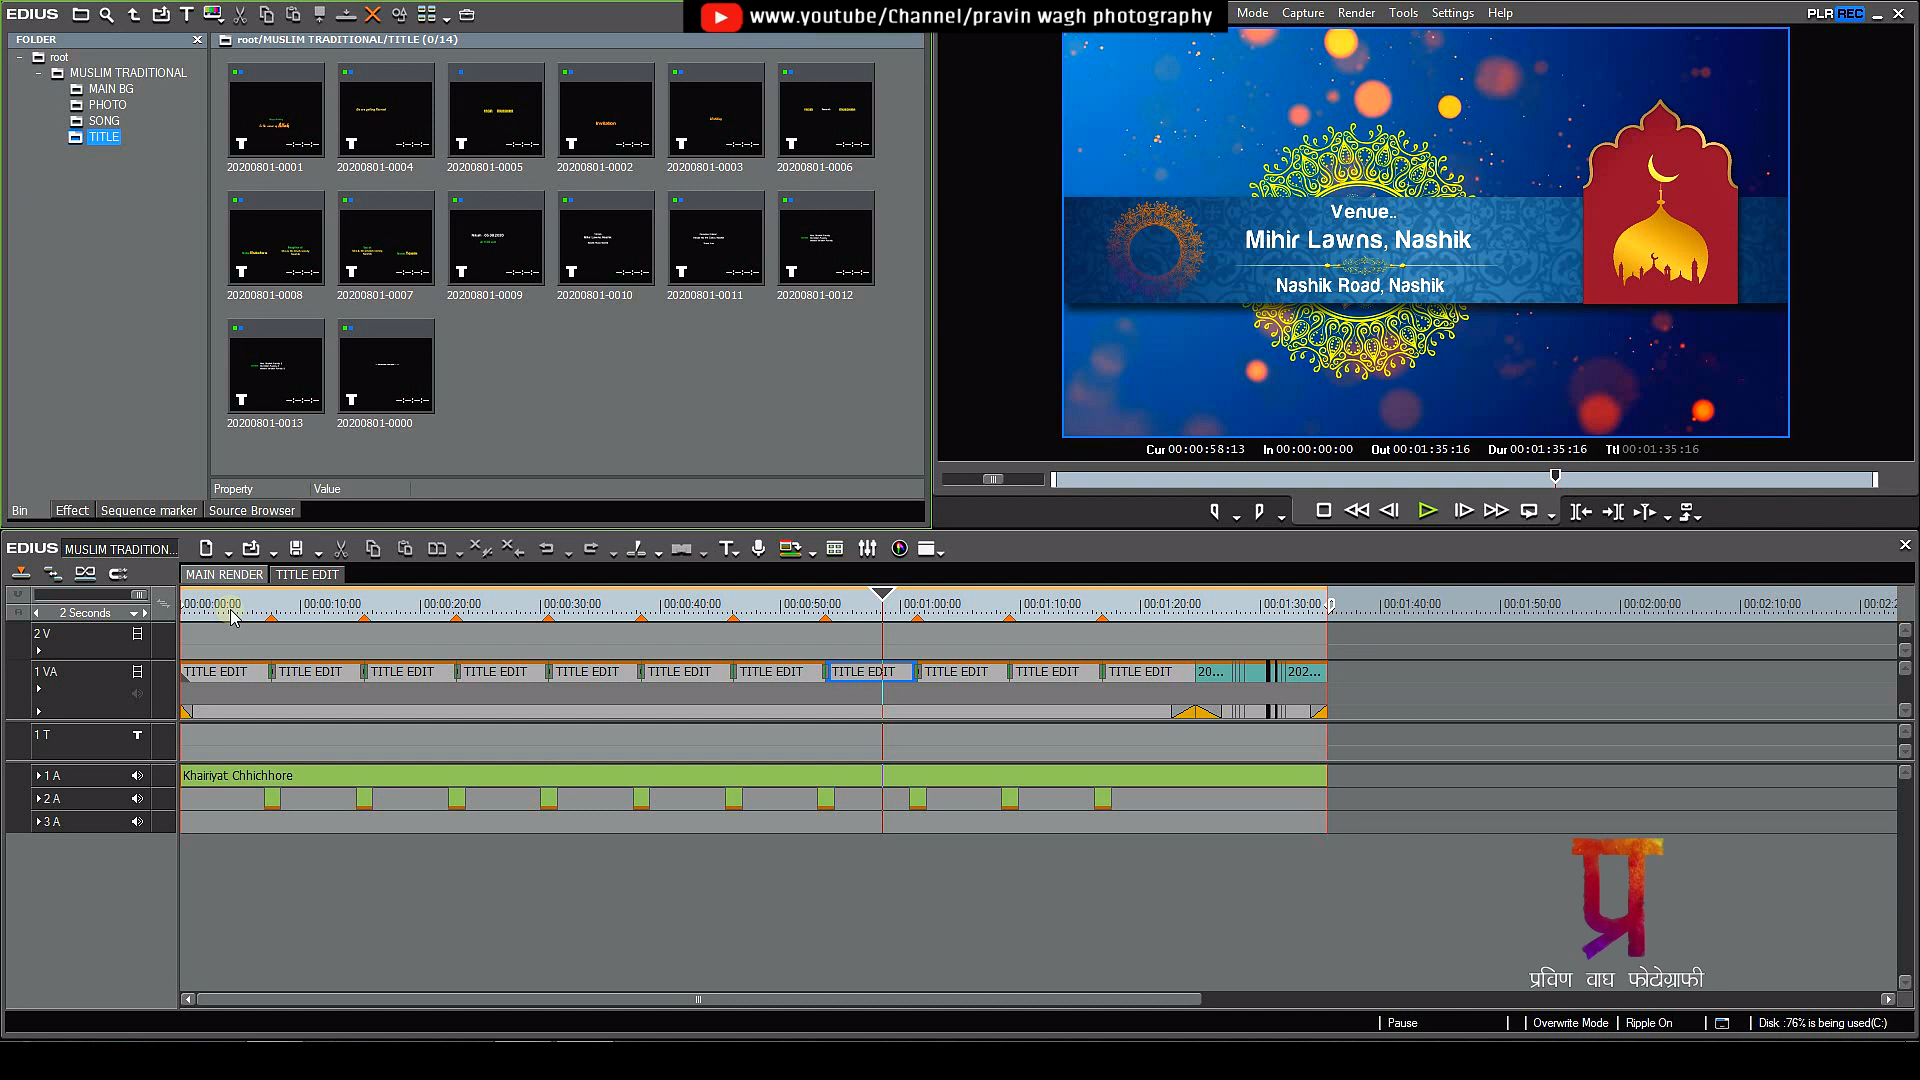 EDIUS
www.youtube/Channel/pravin wagh photography
Mode Capture Render Tools Settings Help
PLR REC
FOLDER
root/MUSLIM TRADITIONAL/TITLE (0/14)
root
MUSLIM TRADITIONAL
MAIN BG
PHOTO
SONG
TITLE
20200801-0001 20200801-0004 20200801-0005 20200801-0002 20200801-0003 20200801-0006
20200801-0008 20200801-0007 20200801-0009 20200801-0010 20200801-0011 20200801-0012
20200801-0013 20200801-0000
Property Value
Bin Effect Sequence marker Source Browser
Venue..
Mihir Lawns, Nashik
Nashik Road, Nashik
Cur 00:00:58:13 In 00:00:00:00 Out 00:01:35:16 Dur 00:01:35:16 Ttl 00:01:35:16
EDIUS MUSLIM TRADITION...
MAIN RENDER TITLE EDIT
2 Seconds
00:00:00:00 00:00:10:00 00:00:20:00 00:00:30:00 00:00:40:00 00:00:50:00 00:01:00:00 00:01:10:00 00:01:20:00 00:01:30:00 00:01:40:00 00:01:50:00 00:02:00:00 00:02:10:00 00:02:2
2 V
1 VA
TITLE EDIT TITLE EDIT TITLE EDIT TITLE EDIT TITLE EDIT TITLE EDIT TITLE EDIT TITLE EDIT TITLE EDIT TITLE EDIT TITLE EDIT 20... 202...
1 T
1 A
Khairiyat Chhichhore
2 A
3 A
प्र
प्रविण वाघ फोटोग्राफी
Pause Overwrite Mode Ripple On Disk :76% is being used(C:)